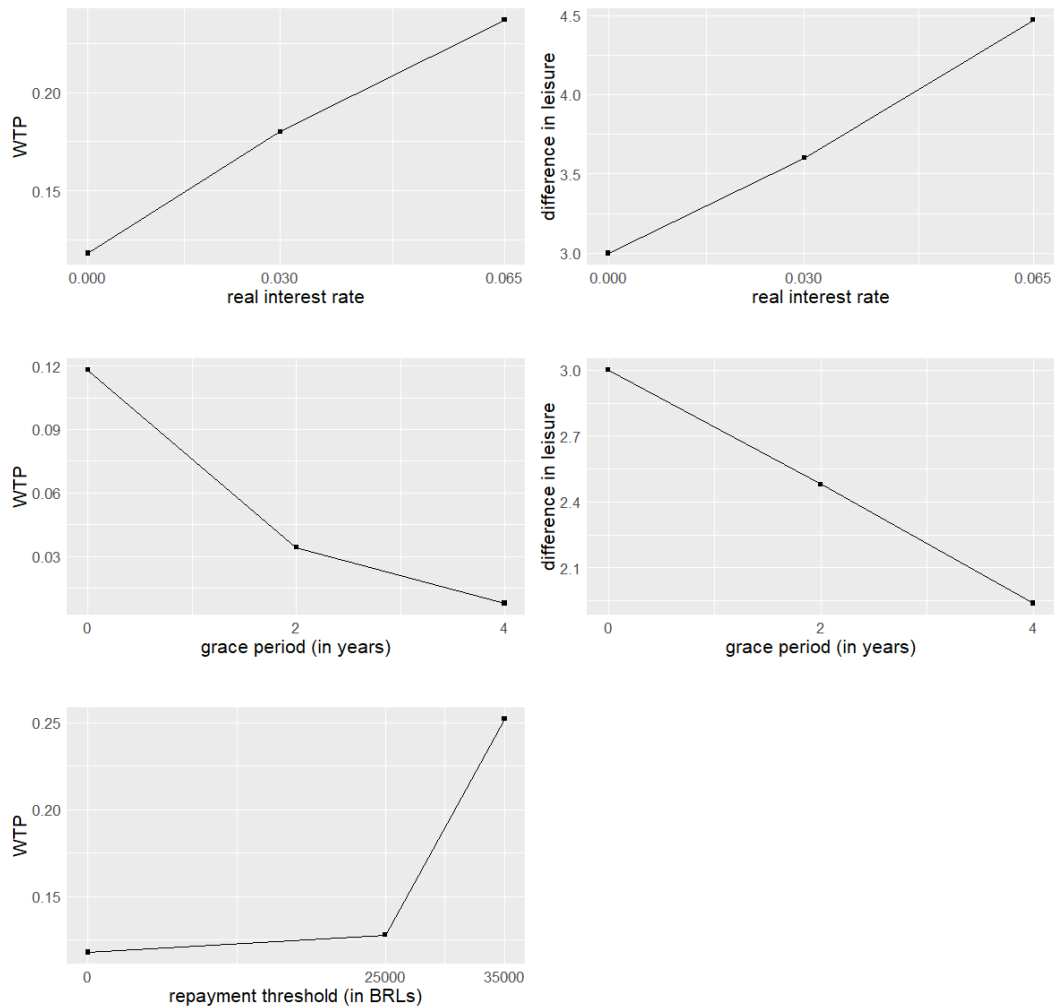 WTP
0.20
0.15
0.000 0.030 0.065
real interest rate
difference in leisure
4.5
4.0
3.5
3.0
0.000 0.030 0.065
real interest rate
WTP
0.12
0.09
0.06
0.03
0 2 4
grace period (in years)
difference in leisure
3.0
2.7
2.4
2.1
0 2 4
grace period (in years)
WTP
0.25
0.20
0.15
0 25000 35000
repayment threshold (in BRLs)